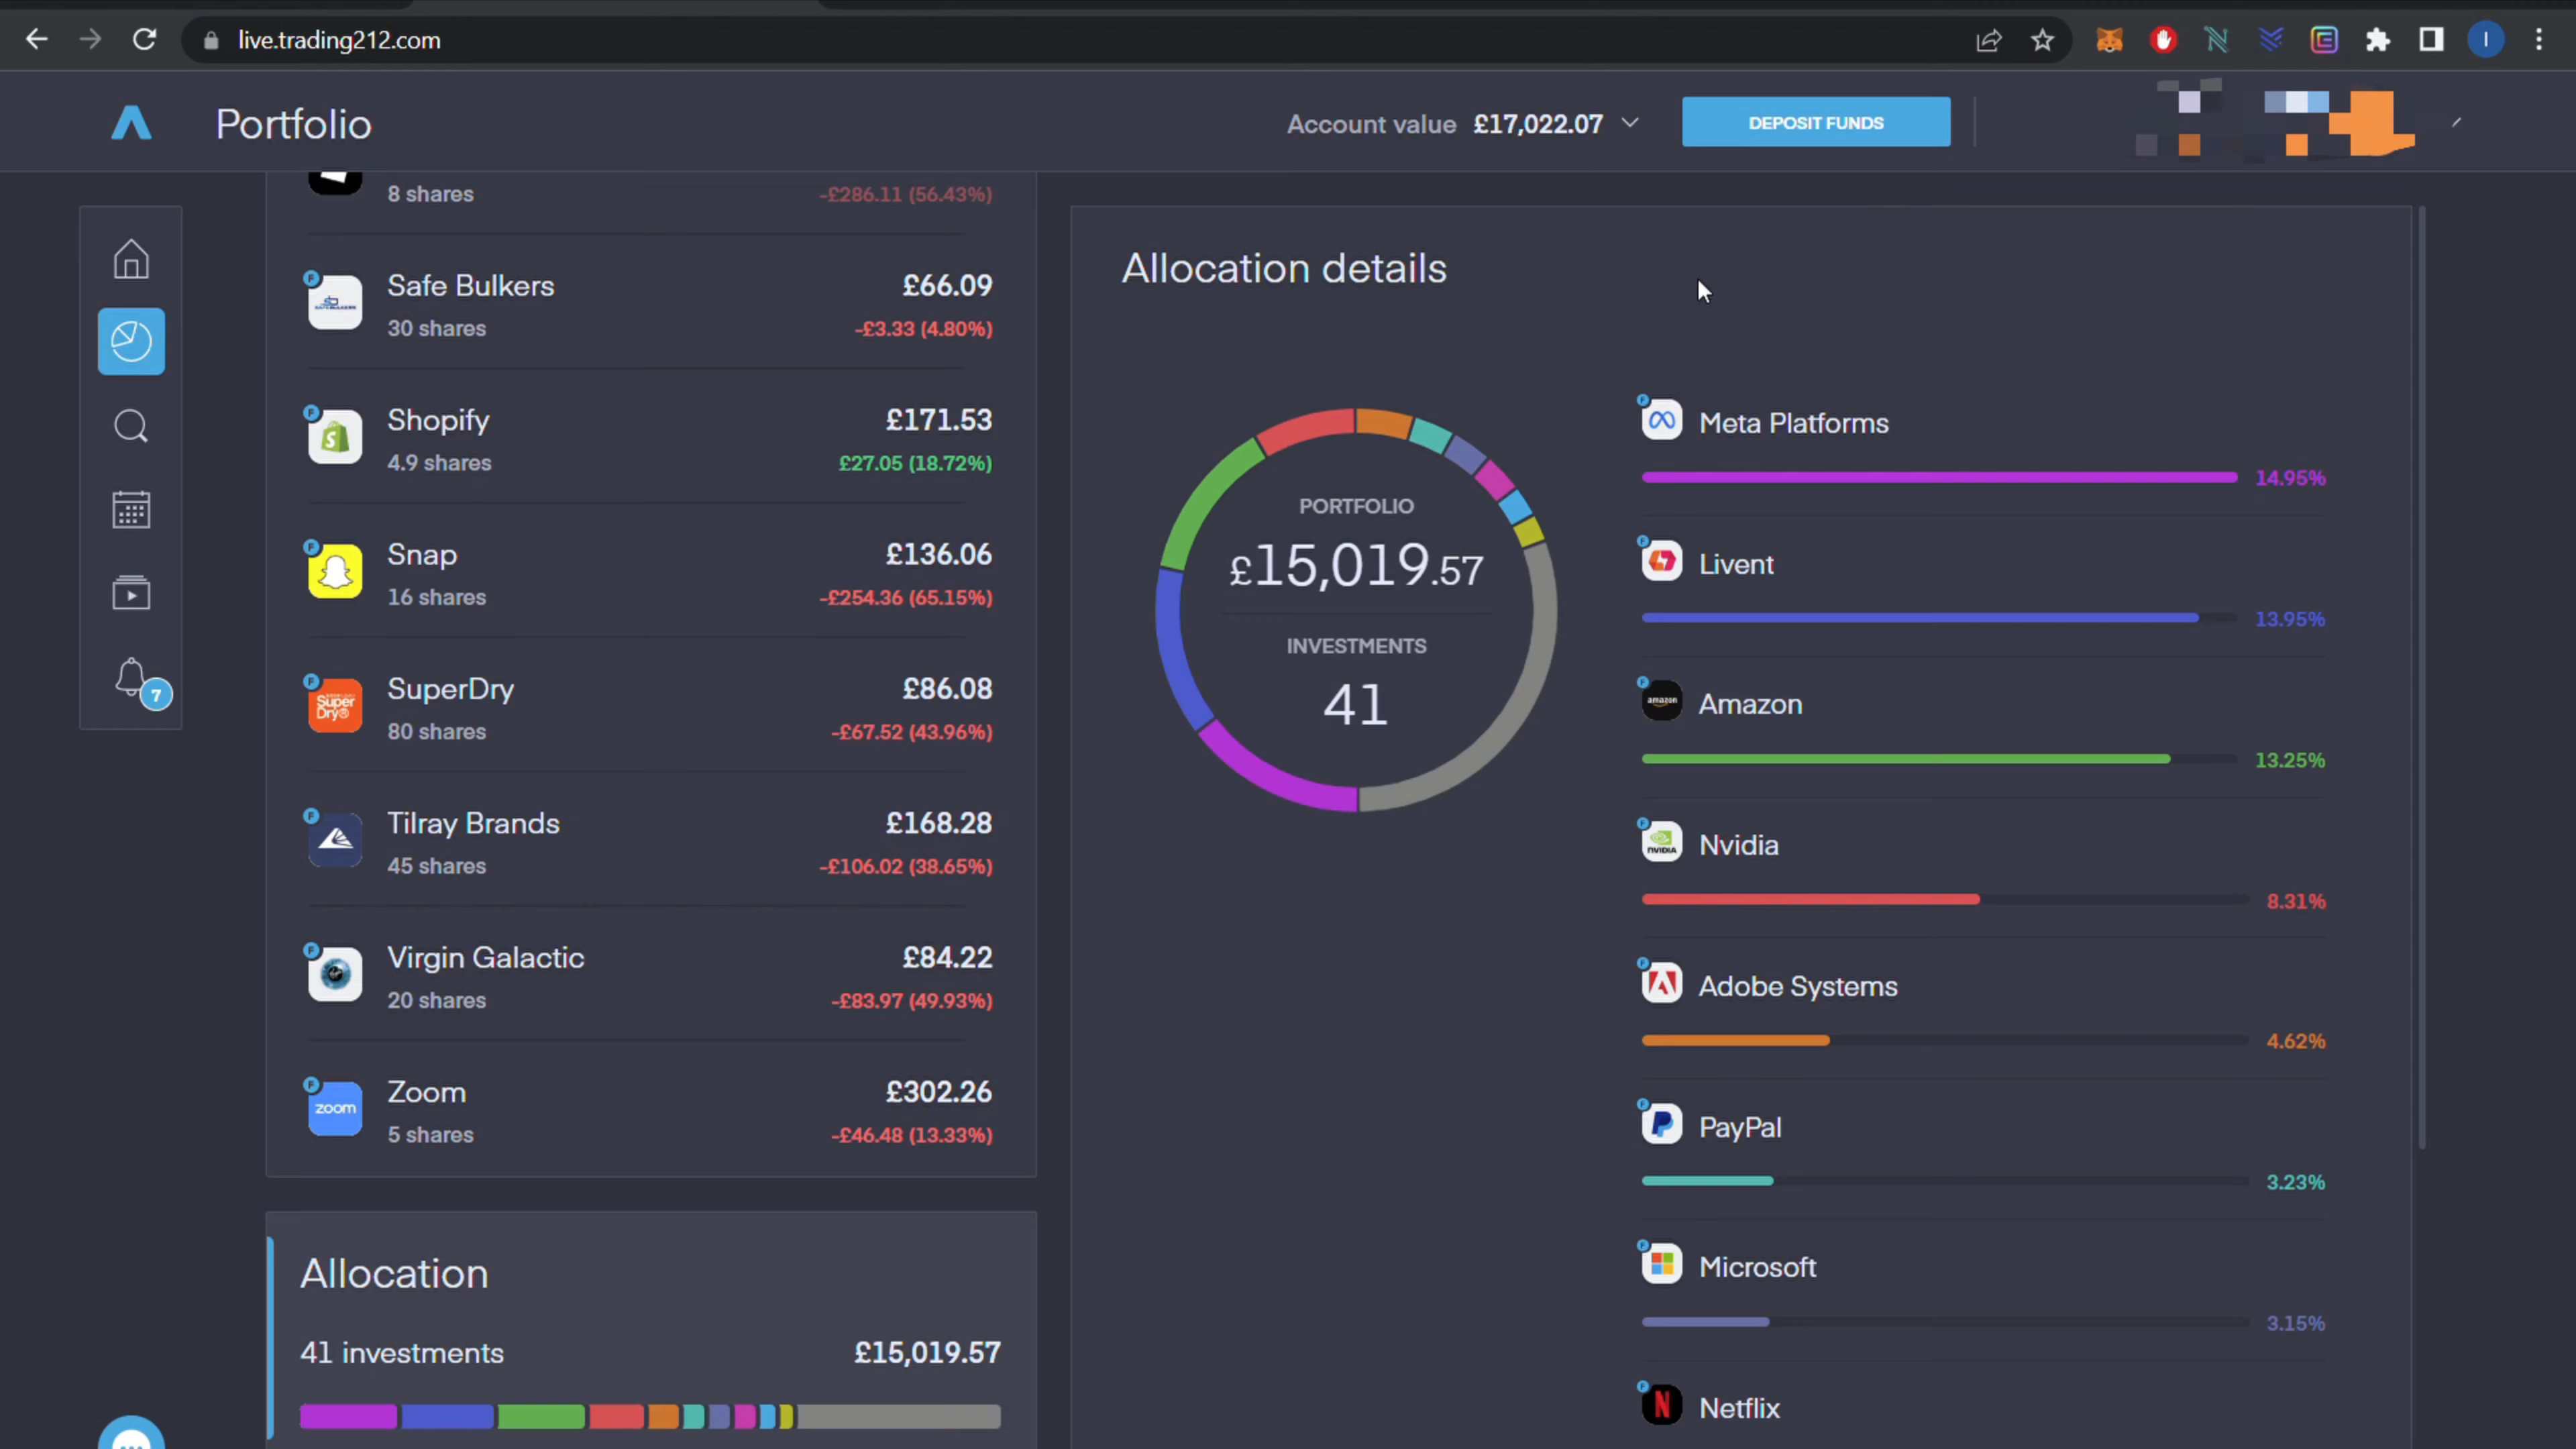 live.trading212.com
Portfolio
Account value £17,022.07
DEPOSIT FUNDS
8 shares
-£286.11 (56.43%)
Safe Bulkers
£66.09
30 shares
-£3.33 (4.80%)
Shopify
£171.53
4.9 shares
£27.05 (18.72%)
Snap
£136.06
16 shares
-£254.36 (65.15%)
SuperDry
£86.08
80 shares
-£67.52 (43.96%)
Tilray Brands
£168.28
45 shares
-£106.02 (38.65%)
Virgin Galactic
£84.22
20 shares
-£83.97 (49.93%)
Zoom
£302.26
5 shares
-£46.48 (13.33%)
7
Allocation
41 investments
£15,019.57
Allocation details
PORTFOLIO
£15,019.57
INVESTMENTS
41
Meta Platforms
14.95%
Livent
13.95%
Amazon
13.25%
Nvidia
8.31%
Adobe Systems
4.62%
PayPal
3.23%
Microsoft
3.15%
Netflix